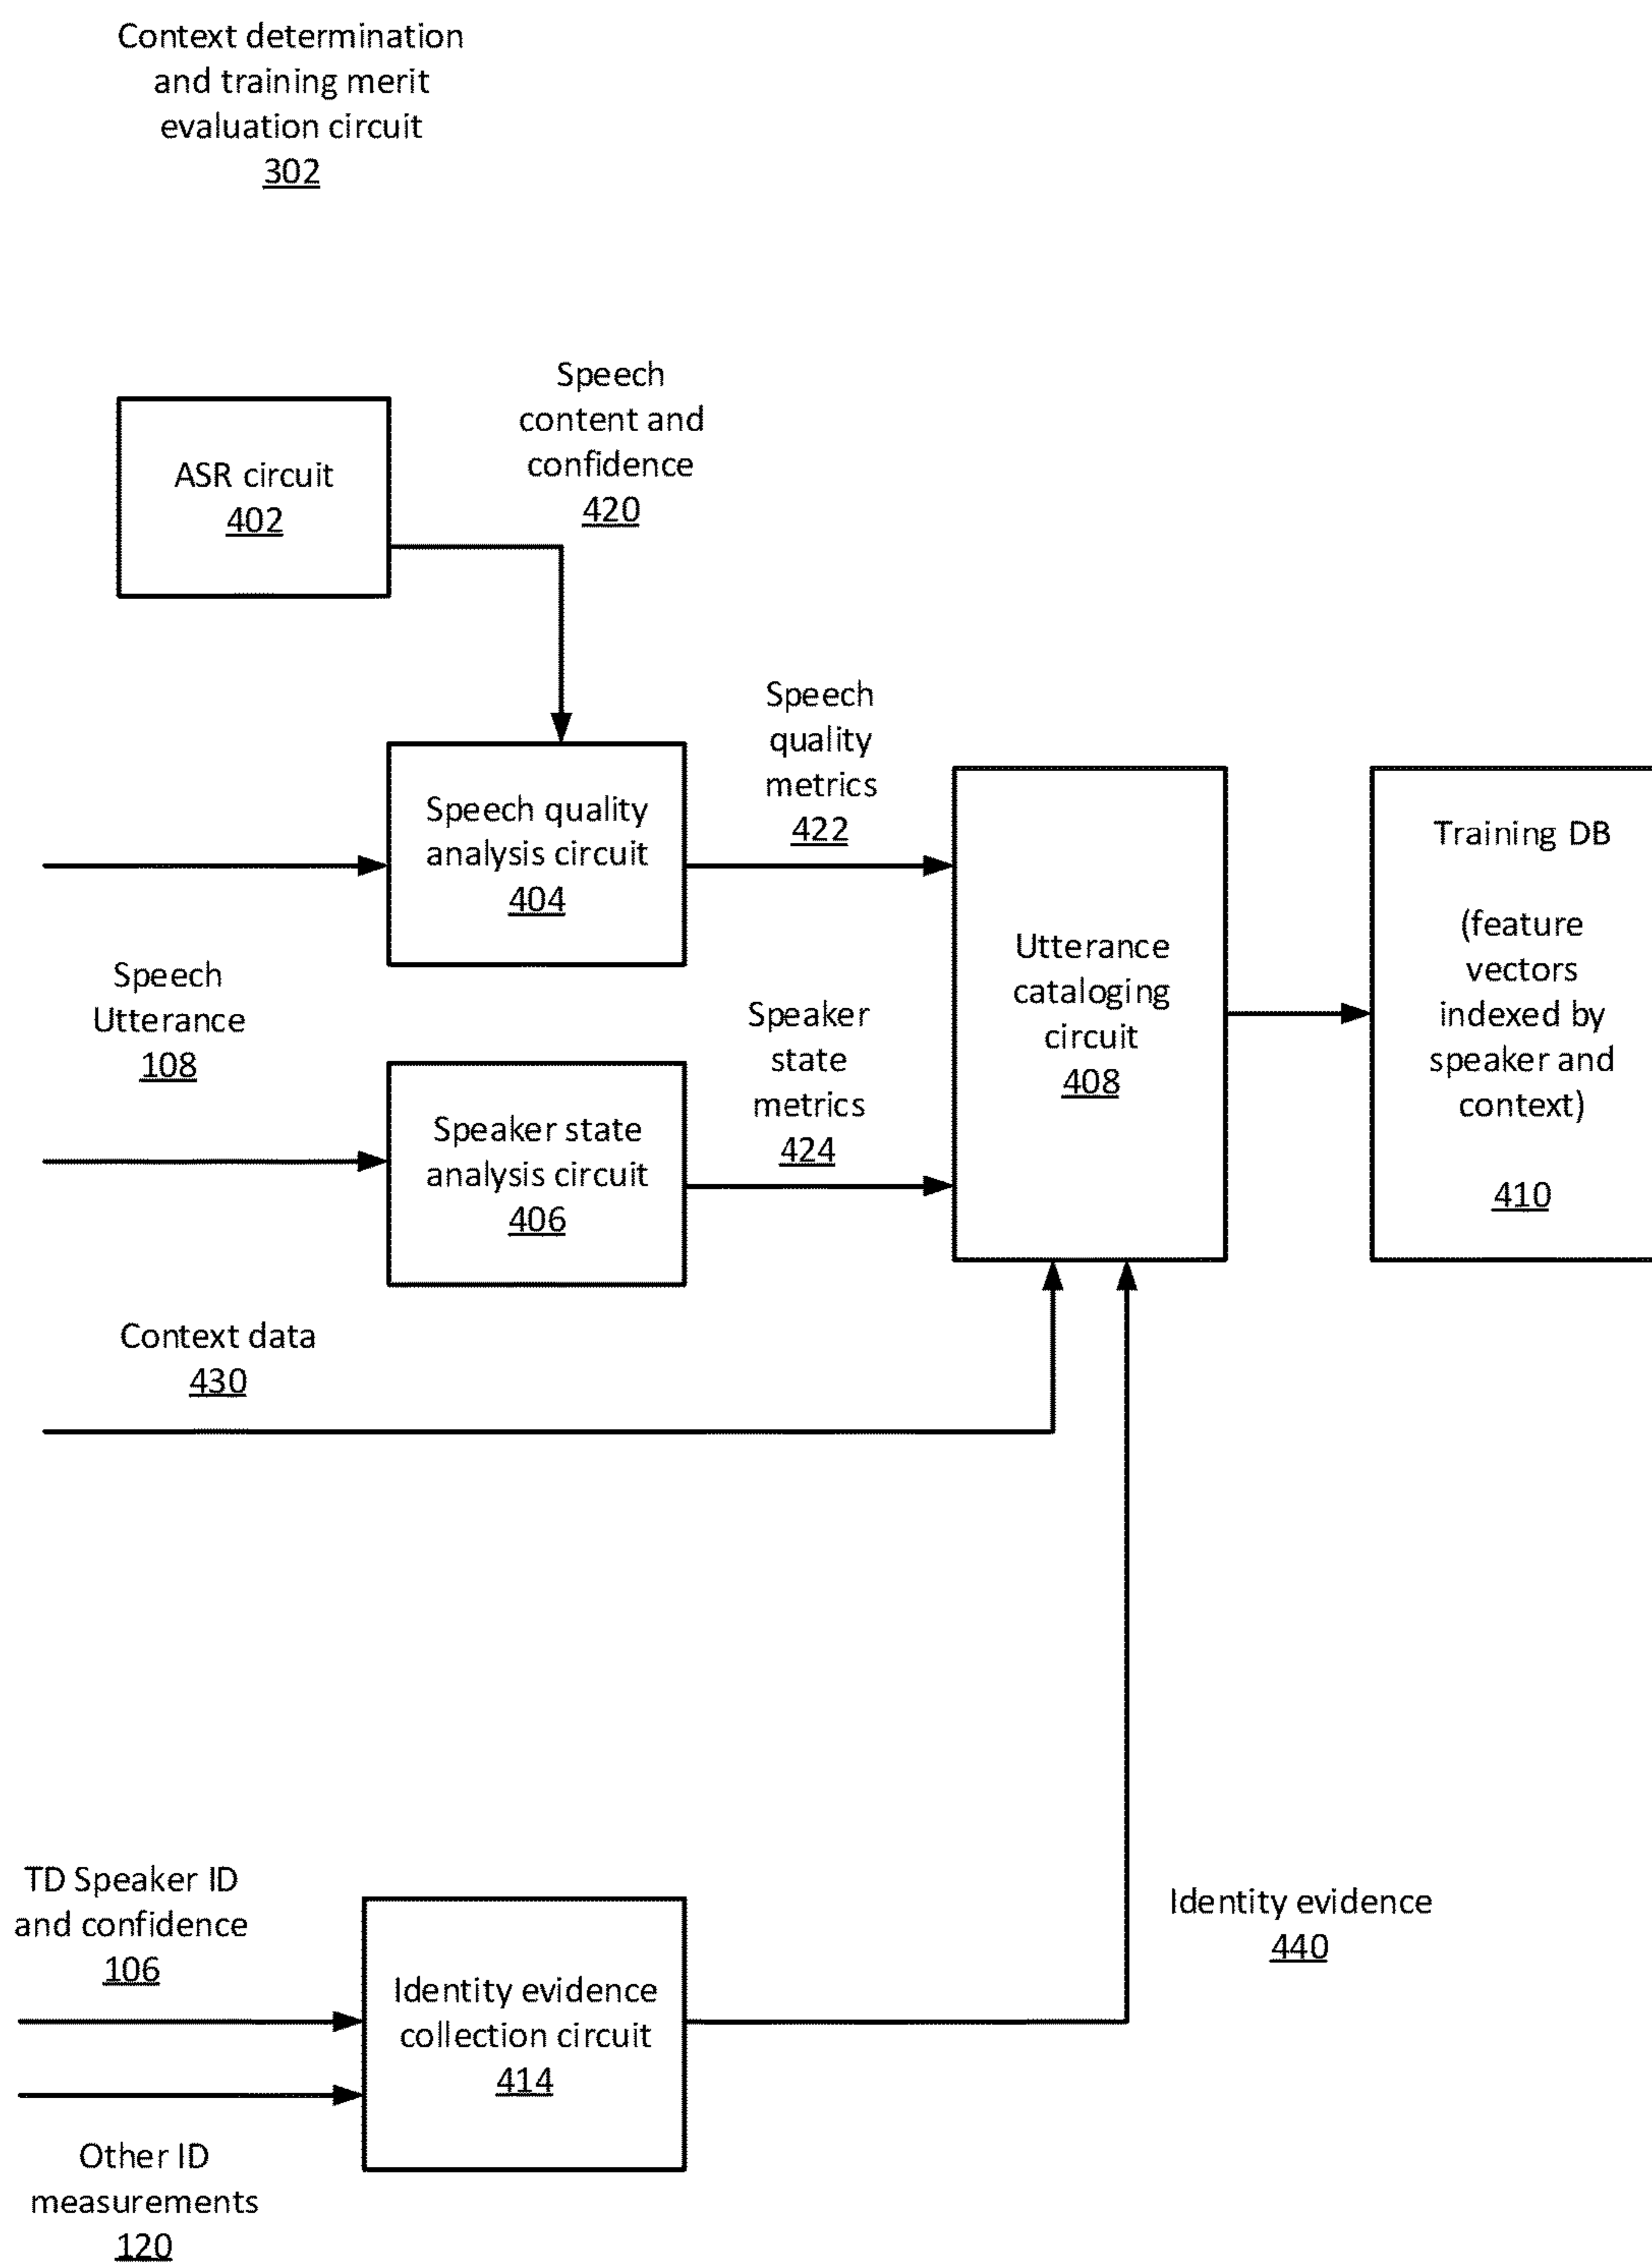 Context determination
and training merit
evaluation circuit
302
Speech
content and
confidence
420
ASR circuit
402
Speech
quality
metrics
422
Speech quality
analysis circuit
404
Training DB
(feature
vectors
indexed by
speaker and
context)
410
Utterance
cataloging
circuit
408
Speech
Utterance
108
Speaker
state
metrics
424
Speaker state
analysis circuit
406
Context data
430
TD Speaker ID
and confidence
106
Identity evidence
440
Identity evidence
collection circuit
414
Other ID
measurements
120